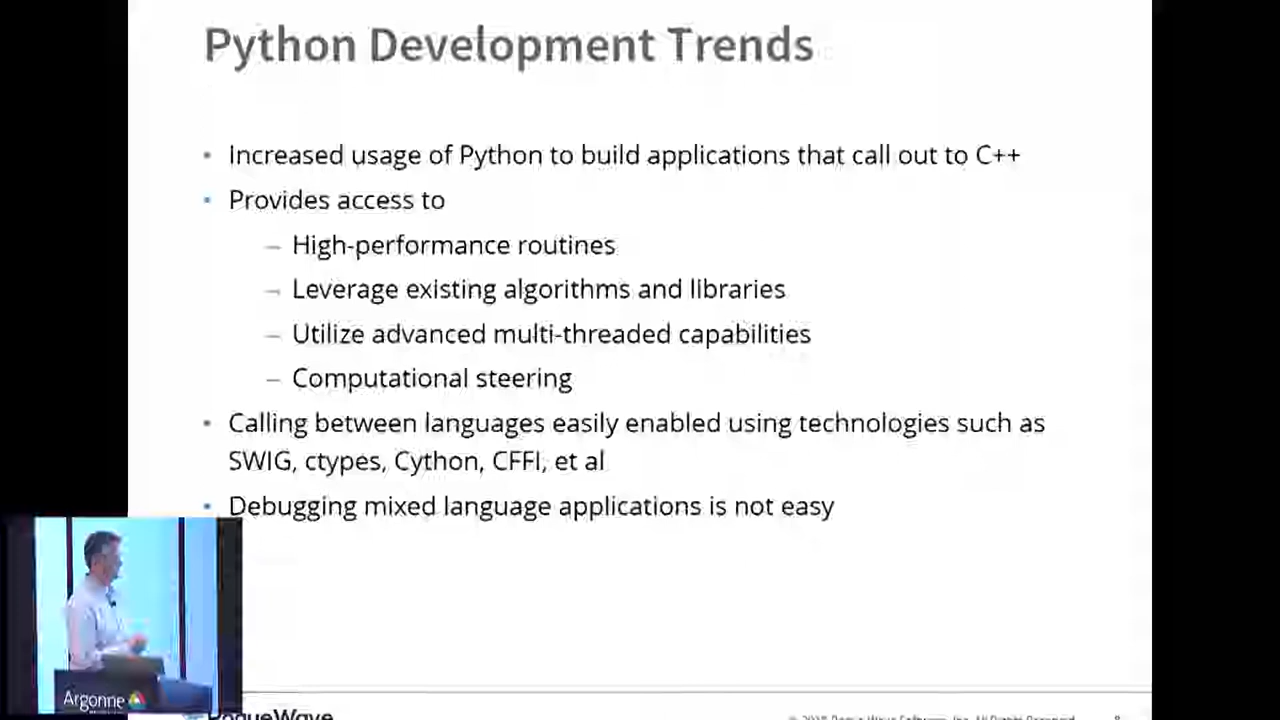 Python Development Trends
• Increased usage of Python to build applications that call out to C++
• Provides access to
– High-performance routines
– Leverage existing algorithms and libraries
– Utilize advanced multi-threaded capabilities
– Computational steering
• Calling between languages easily enabled using technologies such as
SWIG, ctypes, Cython, CFFI, et al
• Debugging mixed language applications is not easy
Argonne
RogueWave